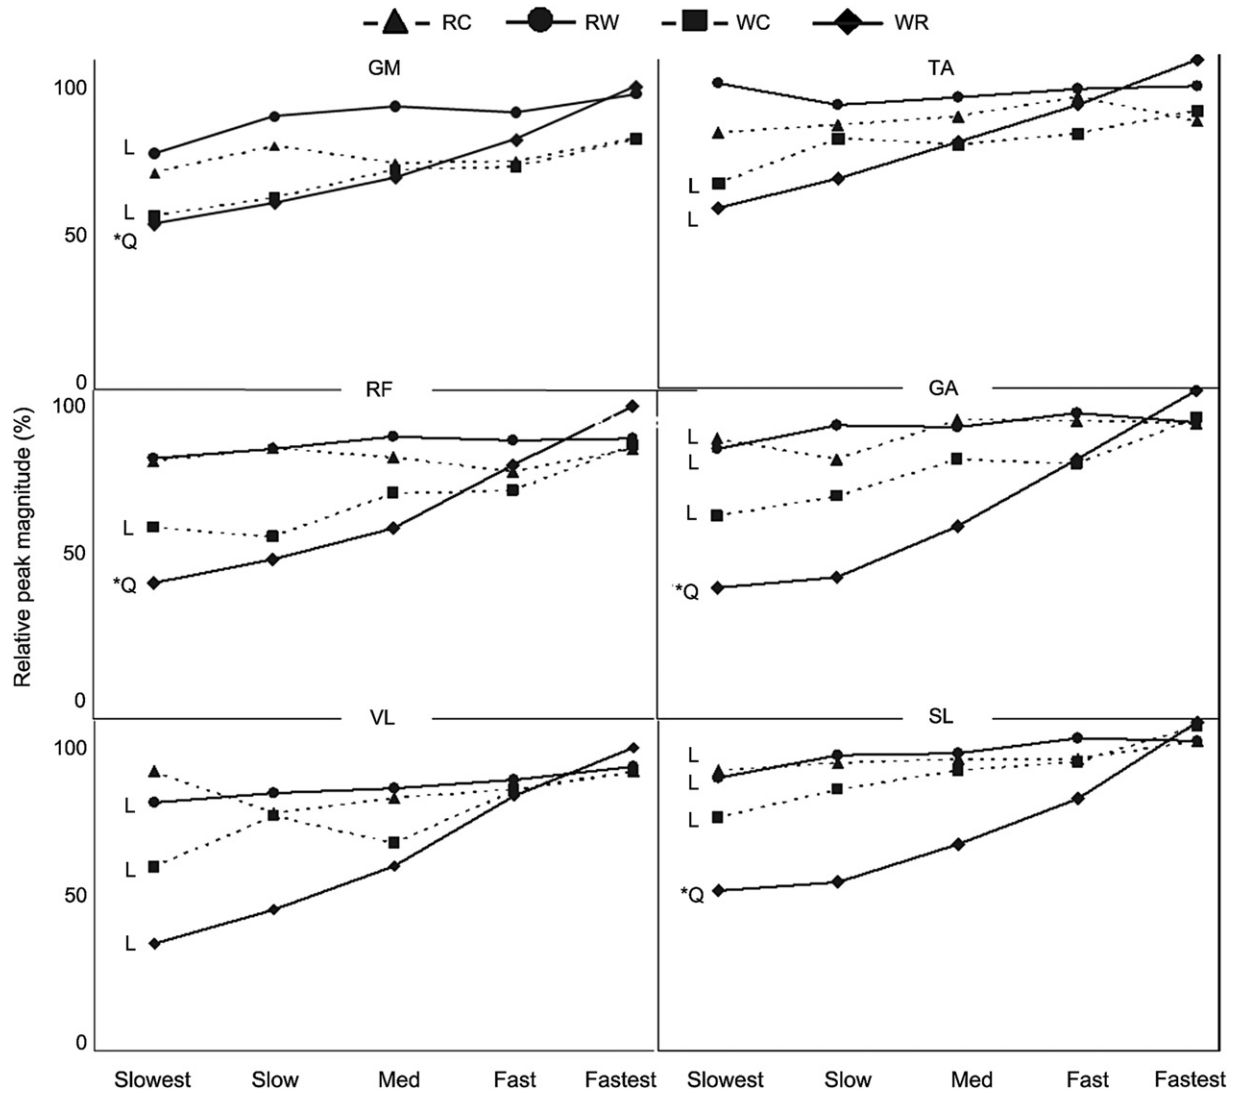 RC RW WC WR
GM TA
100
L
L
*Q
50
0
L
L
RF GA
100
L
*Q
50
0
L
L
L
*Q
VL SL
100
L
L
L
50
0
L
L
L
*Q
Relative peak magnitude (%)
Slowest Slow Med Fast Fastest Slowest Slow Med Fast Fastest